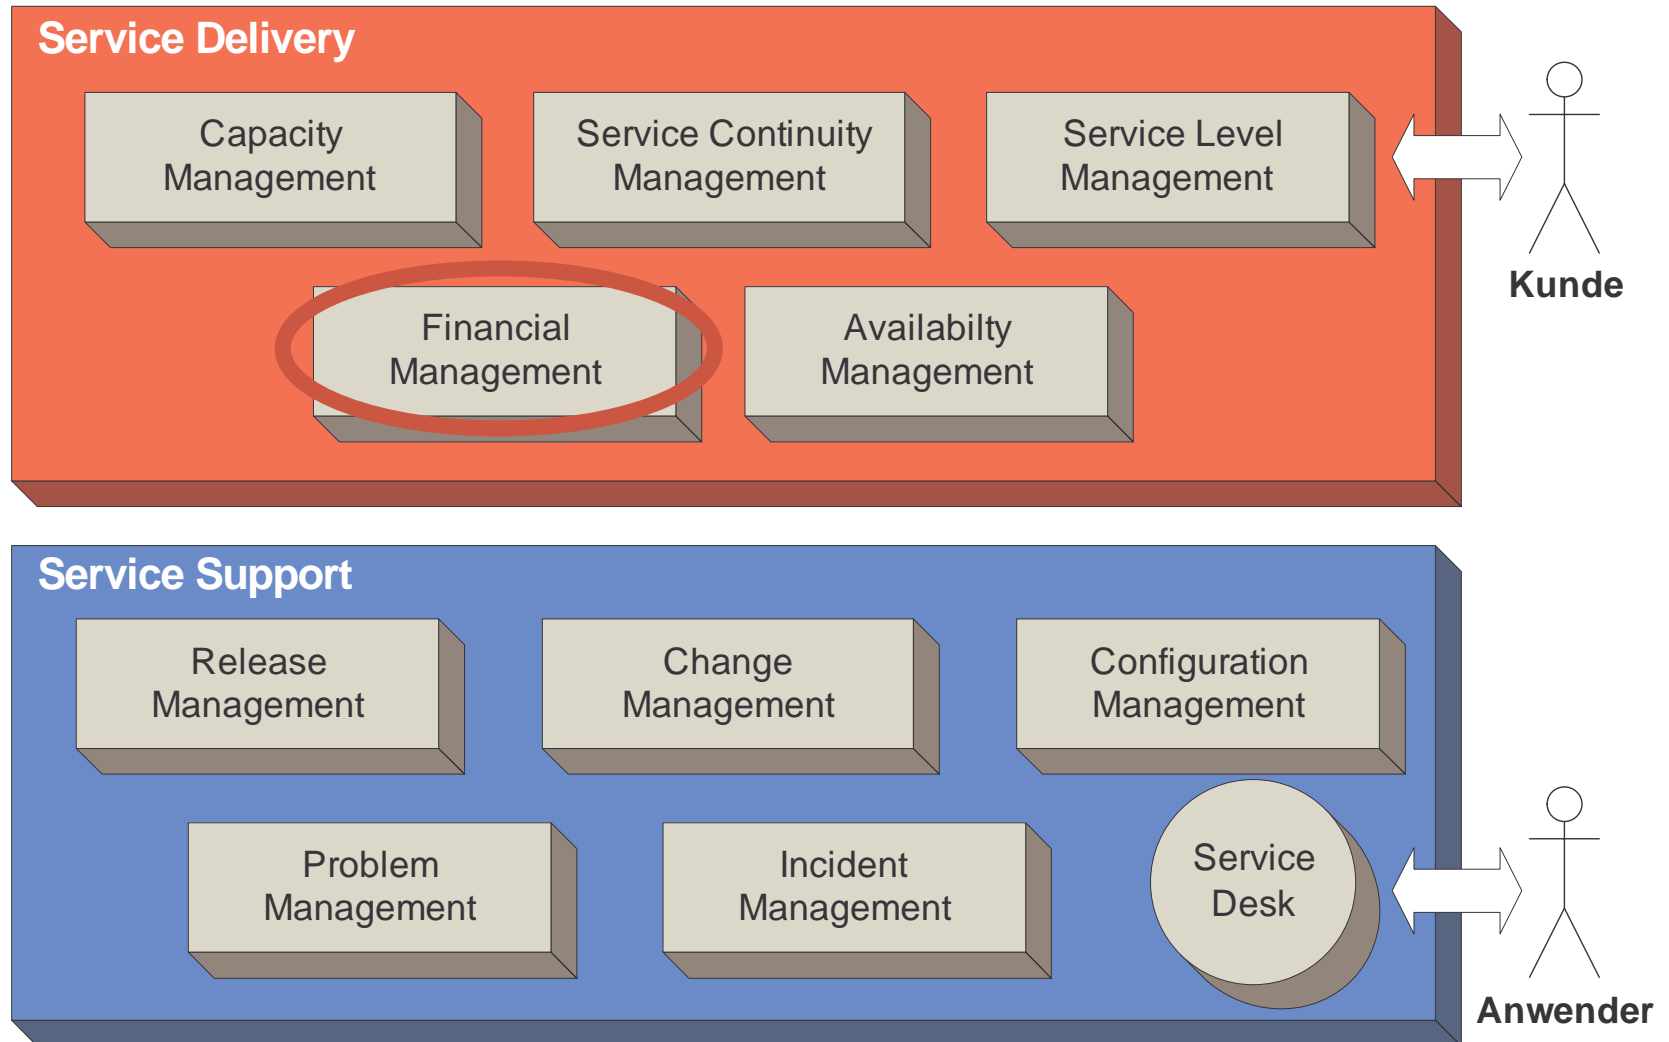 Service Delivery
Capacity
Management
Service Continuity
Management
Service Level
Management
Kunde
Financial
Management
Availabilty
Management
Service Support
Release
Management
Change
Management
Configuration
Management
Problem
Management
Incident
Management
Service
Desk
Anwender